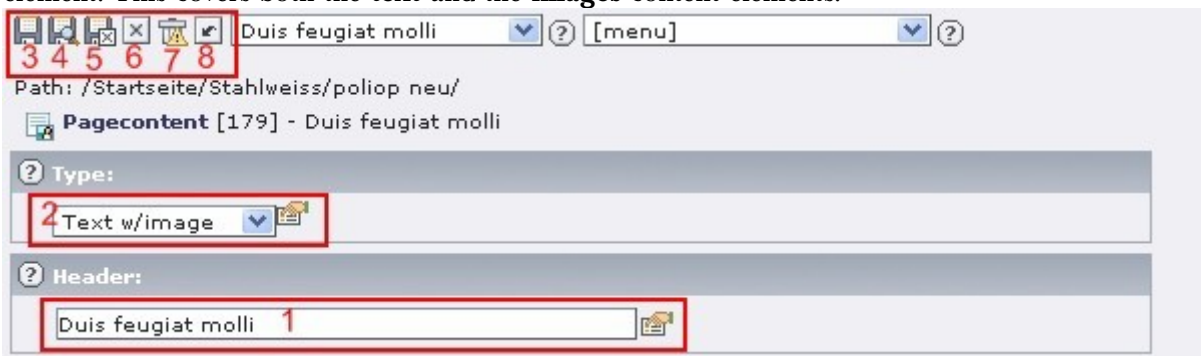 element. This covers both the text and the images content elements.
Duis feugiat molli ? [menu] ?
3 4 5 6 7 8
Path: /Startseite/Stahlweiss/poliop neu/
Pagecontent [179] - Duis feugiat molli
? Type:
2 Text w/image
? Header:
Duis feugiat molli 1